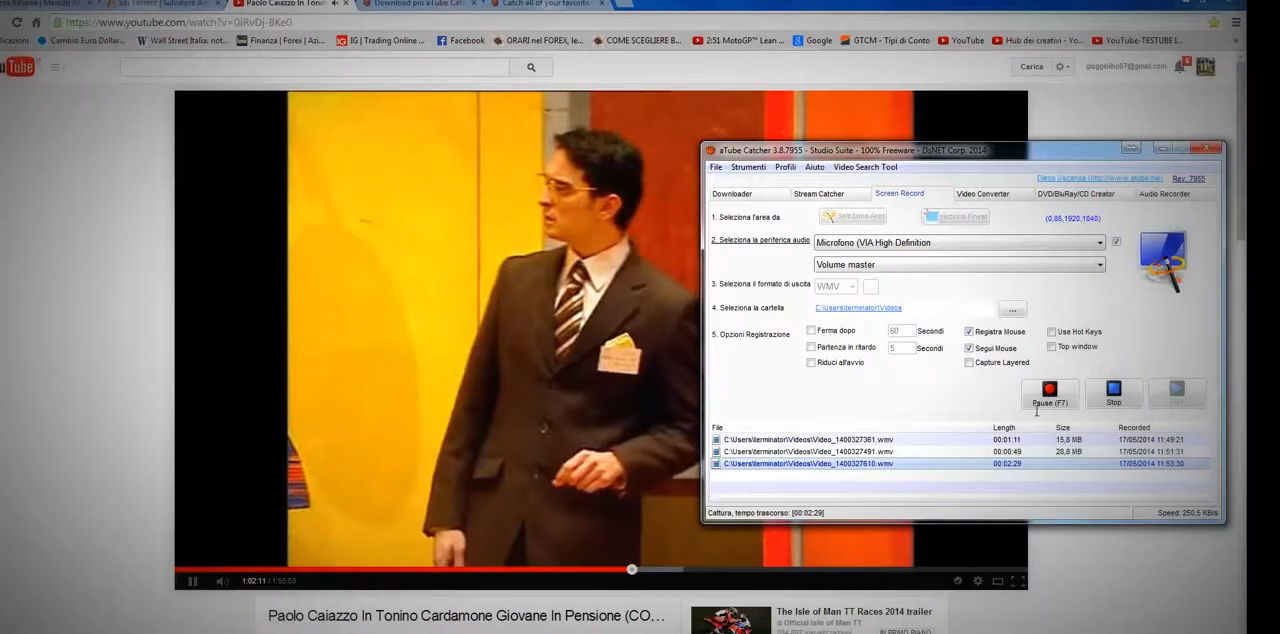 Paolo Caiazzo In Tonin
Download più aTube Cat
Catch all of your favorite
https://www.youtube.com/watch?v=0iRvDj-BKe0
Cambio Euro Dollaro
Wall Street Italia: not...
Finanza | Forex | Azi...
IG | Trading Online ...
Facebook
ORARI nel FOREX, le...
COME SCEGLIERE B...
2:51 MotoGP™ Lean ...
Google
GTCM - Tipi di Conto
YouTube
Hub dei creativi - Yo...
YouTube-TESTUBE I...
Tube
Carica
giuggiolino67@gmail.com
aTube Catcher 3.8.7955 - Studio Suite - 100% Freeware - DsNET Corp. 2014
File Strumenti Profili Aiuto Video Search Tool
Rev. 7955
Downloader Stream Catcher Screen Record Video Converter DVD/BluRay/CD Creator Audio Recorder
1. Seleziona l'area da Seleziona Area (0,85,1920,1040)
2. Seleziona la periferica audio Microfono (VIA High Definition
Volume master
3. Seleziona il formato di uscita WMV ...
4. Seleziona la cartella C:\Users\terminator\Videos ...
5. Opzioni Registrazione Ferma dopo 60 Secondi Registra Mouse Use Hot Keys
Partenza in ritardo 5 Secondi Segui Mouse Top window
Riduci all'avvio Capture Layered
Pause (F7) Stop
File Length Size Recorded
C:\Users\terminator\Videos\Video_1400327361.wmv 00:01:11 15,8 MB 17/05/2014 11:49:21
C:\Users\terminator\Videos\Video_1400327491.wmv 00:00:49 28,8 MB 17/05/2014 11:51:31
C:\Users\terminator\Videos\Video_1400327610.wmv 00:02:29 17/05/2014 11:53:30
Cattura, tempo trascorso: [00:02:29] Speed: 250,5 KB/s
1:02:11 / 1:55:53
Paolo Caiazzo In Tonino Cardamone Giovane In Pensione (CO...
The Isle of Man TT Races 2014 trailer
di Official Isle of Man TT
IN PRIMO PIANO